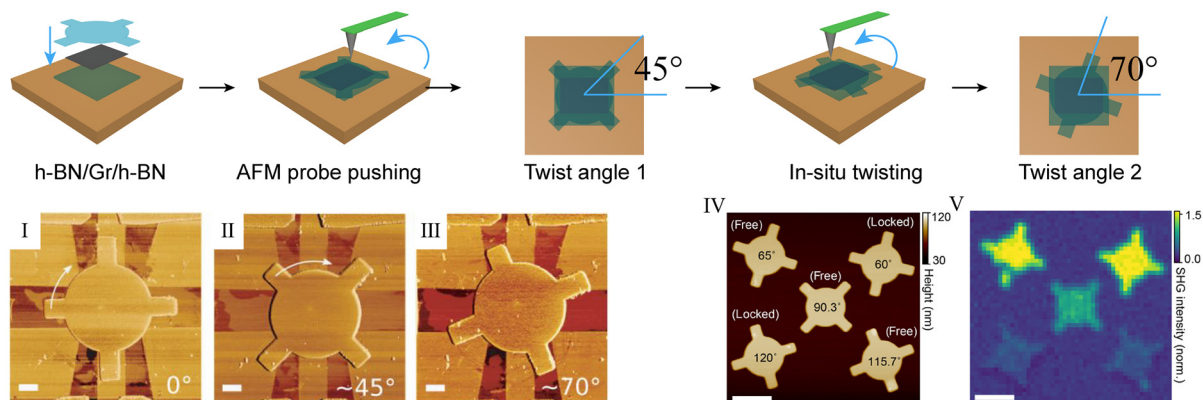 45°
70°
h-BN/Gr/h-BN
AFM probe pushing
Twist angle 1
In-situ twisting
Twist angle 2
I
0°
II
~45°
III
~70°
IV
(Free)
65°
(Locked)
60°
(Free)
90.3°
(Locked)
120°
(Free)
115.7°
120
30
Height (nm)
V
1.5
0.0
SHG intensity (norm.)